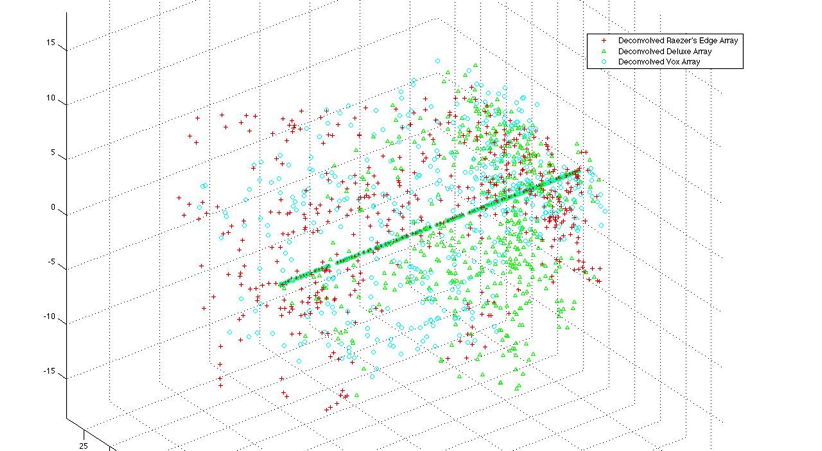 15
Deconvolved Raezer's Edge Array
Deconvolved Deluxe Array
Deconvolved Vox Array
10
5
0
-5
-10
-15
25